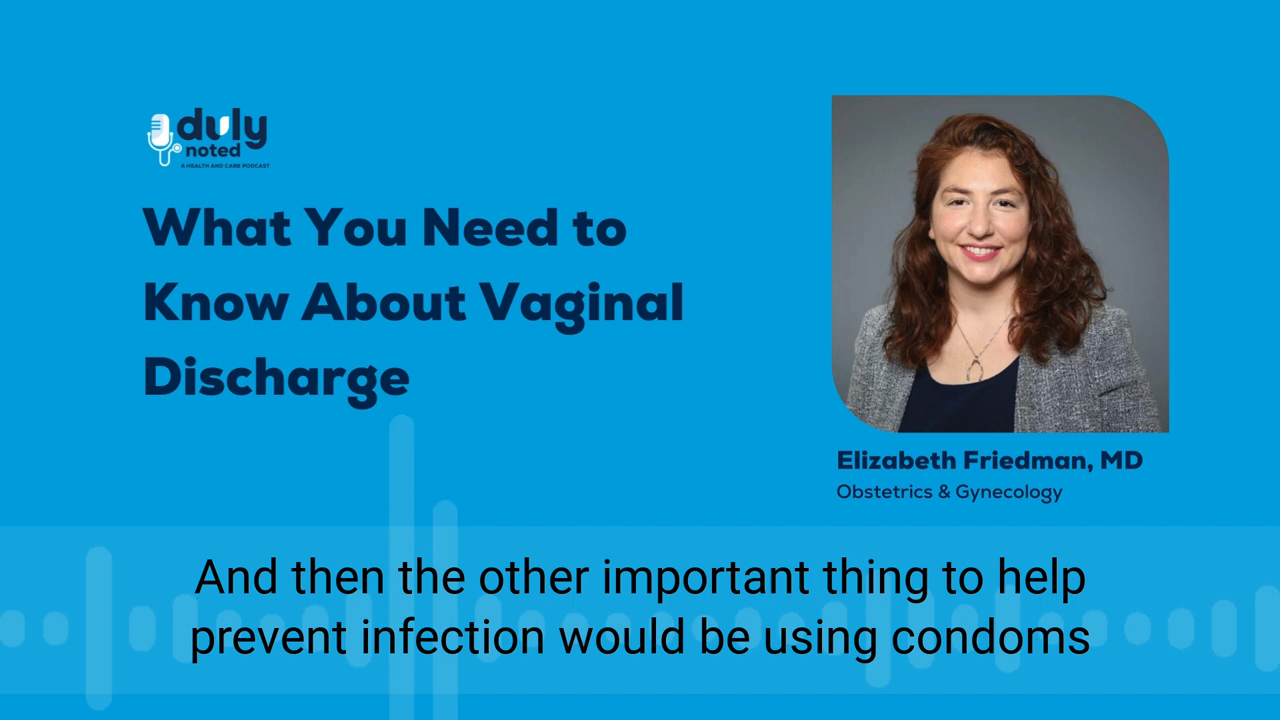 duly
noted
A HEALTH AND CARE PODCAST
What You Need to
Know About Vaginal
Discharge
Elizabeth Friedman, MD
Obstetrics & Gynecology
And then the other important thing to help
prevent infection would be using condoms